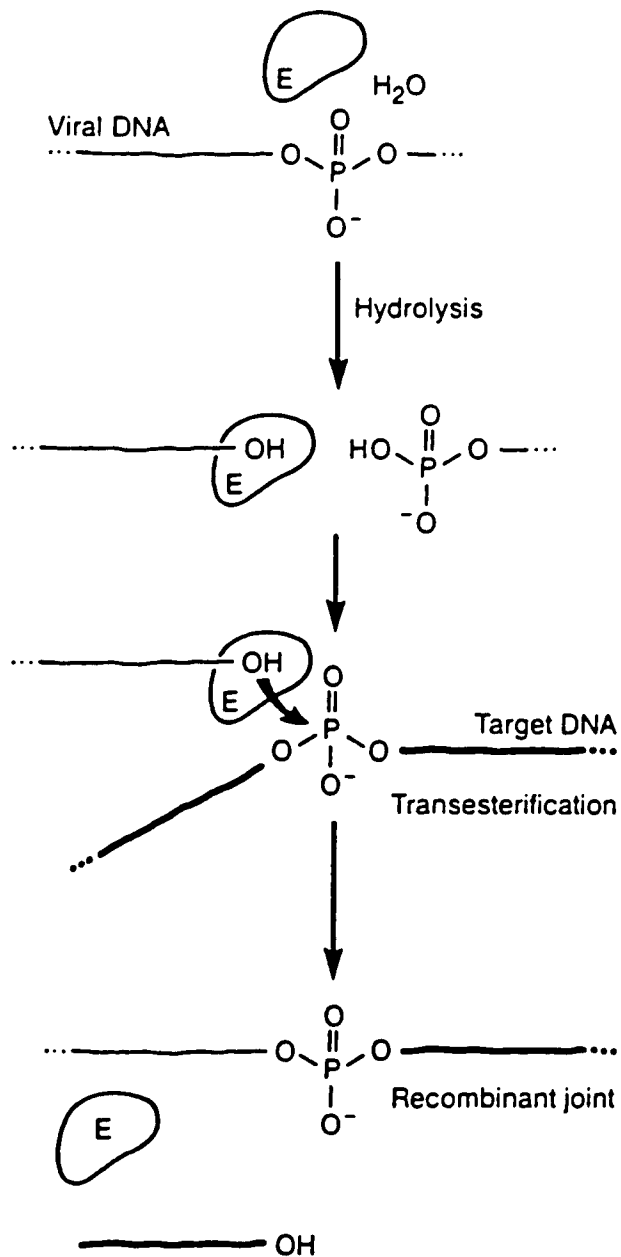 E H₂O
Viral DNA
O
... O P O ...
O⁻
Hydrolysis
... OH HO P O ...
O
E
⁻O
... OH
E
O
P
O O
O⁻
Target DNA
...
Transesterification
...
O
... O P O ...
O⁻
Recombinant joint
E
OH